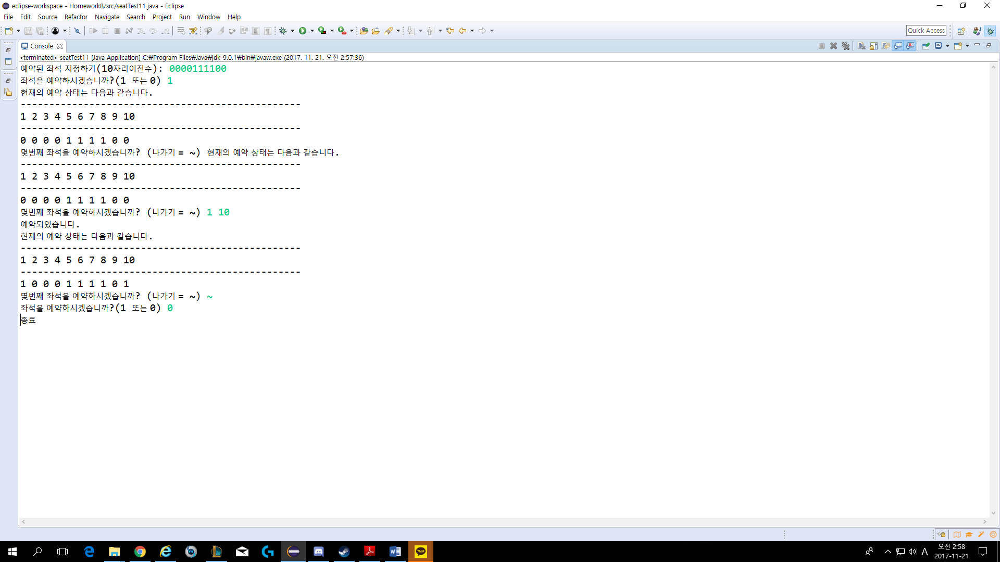 eclipse-workspace - Homework8/src/seatTest11.java - Eclipse
File Edit Source Refactor Navigate Search Project Run Window Help
Quick Access
Console
<terminated> seatTest11 [Java Application] C:₩Program Files₩Java₩jdk-9.0.1₩bin₩javaw.exe (2017. 11. 21. 오전 2:57:36)
예약된 좌석 지정하기(10자리이진수): 0000111100
좌석을 예약하시겠습니까?(1 또는 0) 1
현재의 예약 상태는 다음과 같습니다.
-------------------------------------------------
1 2 3 4 5 6 7 8 9 10
-------------------------------------------------
0 0 0 0 1 1 1 1 0 0
몇번째 좌석을 예약하시겠습니까? (나가기 = ~) 현재의 예약 상태는 다음과 같습니다.
-------------------------------------------------
1 2 3 4 5 6 7 8 9 10
-------------------------------------------------
0 0 0 0 1 1 1 1 0 0
몇번째 좌석을 예약하시겠습니까? (나가기 = ~) 1 10
예약되었습니다.
현재의 예약 상태는 다음과 같습니다.
-------------------------------------------------
1 2 3 4 5 6 7 8 9 10
-------------------------------------------------
1 0 0 0 1 1 1 1 0 1
몇번째 좌석을 예약하시겠습니까? (나가기 = ~) ~
좌석을 예약하시겠습니까?(1 또는 0) 0
종료
TALK
A
오전 2:58
2017-11-21